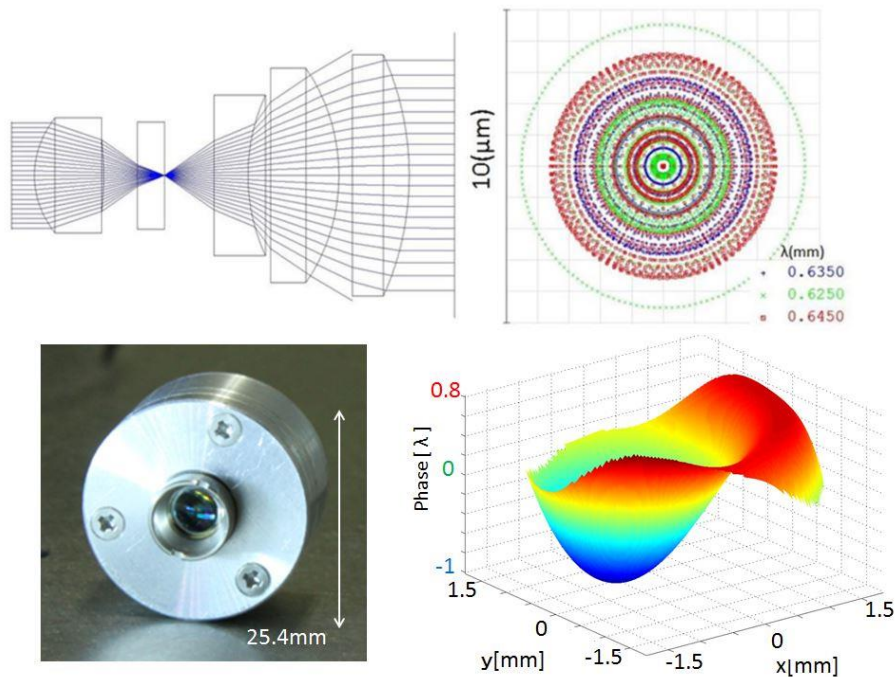 10(μm)
λ(mm)
+ 0.6350
× 0.6250
0.6450
25.4mm
Phase[ λ ]
0.8
0
-1
1.5
0
-1.5
y[mm]
-1.5
0
1.5
x[mm]